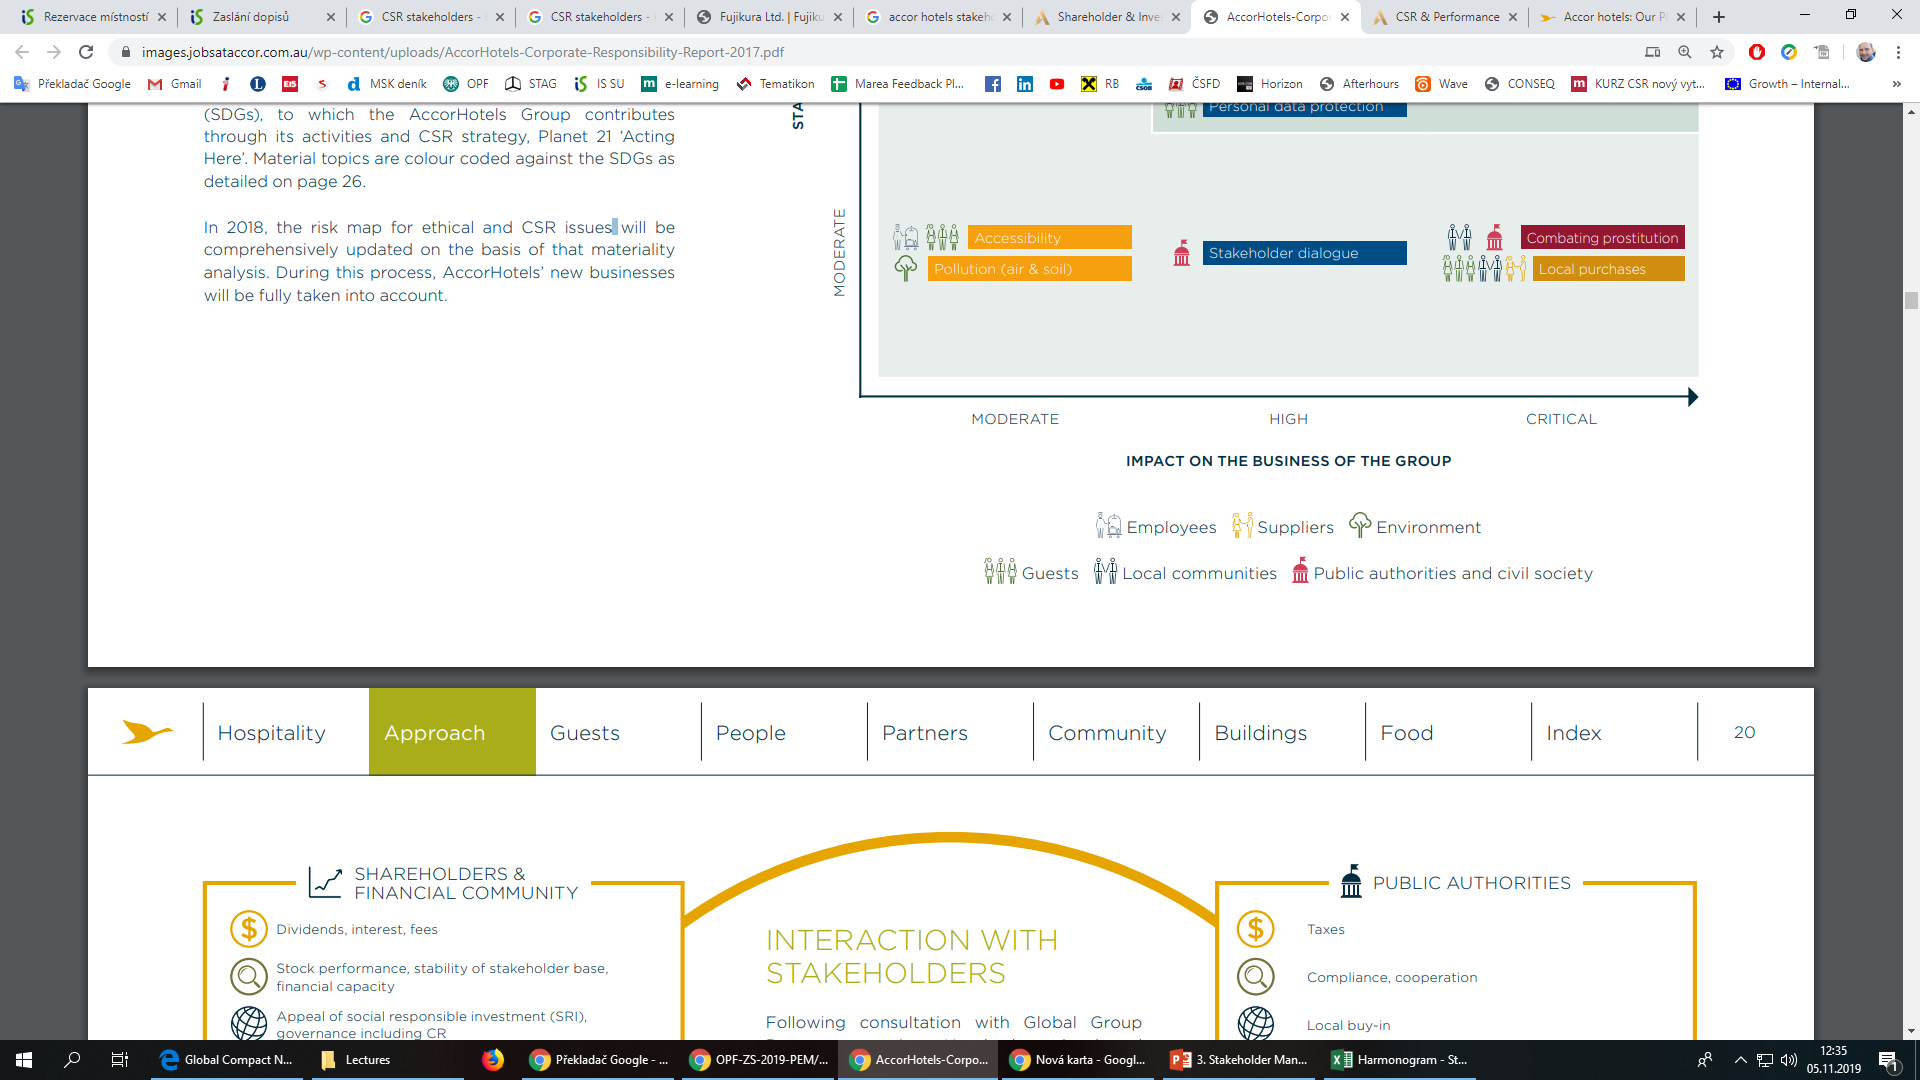 Rezervace místností
Zaslání dopisů
CSR stakeholders -
CSR stakeholders -
Fujikura Ltd. | Fujiku
accor hotels stakeh
Shareholder & Inve
AccorHotels-Corpo
CSR & Performance
Accor hotels: Our P
images.jobsataccor.com.au/wp-content/uploads/AccorHotels-Corporate-Responsibility-Report-2017.pdf
Překladač Google
Gmail
MSK deník
OPF
STAG
IS SU
e-learning
Tematikon
Marea Feedback Pl...
RB
ČSFD
Horizon
Afterhours
Wave
CONSEQ
KURZ CSR nový vyt...
Growth – Internal...
»
(SDGs), to which the AccorHotels Group contributes
through its activities and CSR strategy, Planet 21 ‘Acting
Here’. Material topics are colour coded against the SDGs as
detailed on page 26.
In 2018, the risk map for ethical and CSR issues will be
comprehensively updated on the basis of that materiality
analysis. During this process, AccorHotels’ new businesses
will be fully taken into account.
STA
MODERATE
Personal data protection
Accessibility
Pollution (air & soil)
Stakeholder dialogue
Combating prostitution
Local purchases
MODERATE
HIGH
CRITICAL
IMPACT ON THE BUSINESS OF THE GROUP
Employees
Suppliers
Environment
Guests
Local communities
Public authorities and civil society
Hospitality
Approach
Guests
People
Partners
Community
Buildings
Food
Index
20
SHAREHOLDERS &
FINANCIAL COMMUNITY
$
Dividends, interest, fees
Stock performance, stability of stakeholder base,
financial capacity
Appeal of social responsible investment (SRI),
governance including CR
INTERACTION WITH
STAKEHOLDERS
Following consultation with Global Group
PUBLIC AUTHORITIES
$
Taxes
Compliance, cooperation
Local buy-in
Global Compact N...
Lectures
Překladač Google - ...
OPF-ZS-2019-PEM/...
AccorHotels-Corpo...
Nová karta - Googl...
3. Stakeholder Man...
Harmonogram - St...
12:35
05.11.2019
1